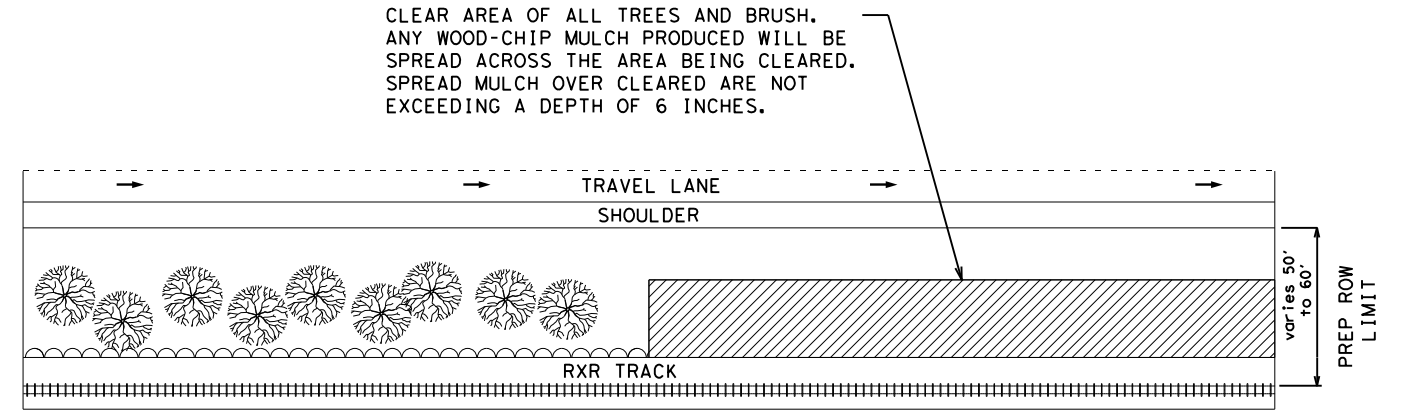 CLEAR AREA OF ALL TREES AND BRUSH.
ANY WOOD-CHIP MULCH PRODUCED WILL BE
SPREAD ACROSS THE AREA BEING CLEARED.
SPREAD MULCH OVER CLEARED ARE NOT
EXCEEDING A DEPTH OF 6 INCHES.
TRAVEL LANE
SHOULDER
varies 50'
to 60'
PREP ROW
LIMIT
RXR TRACK